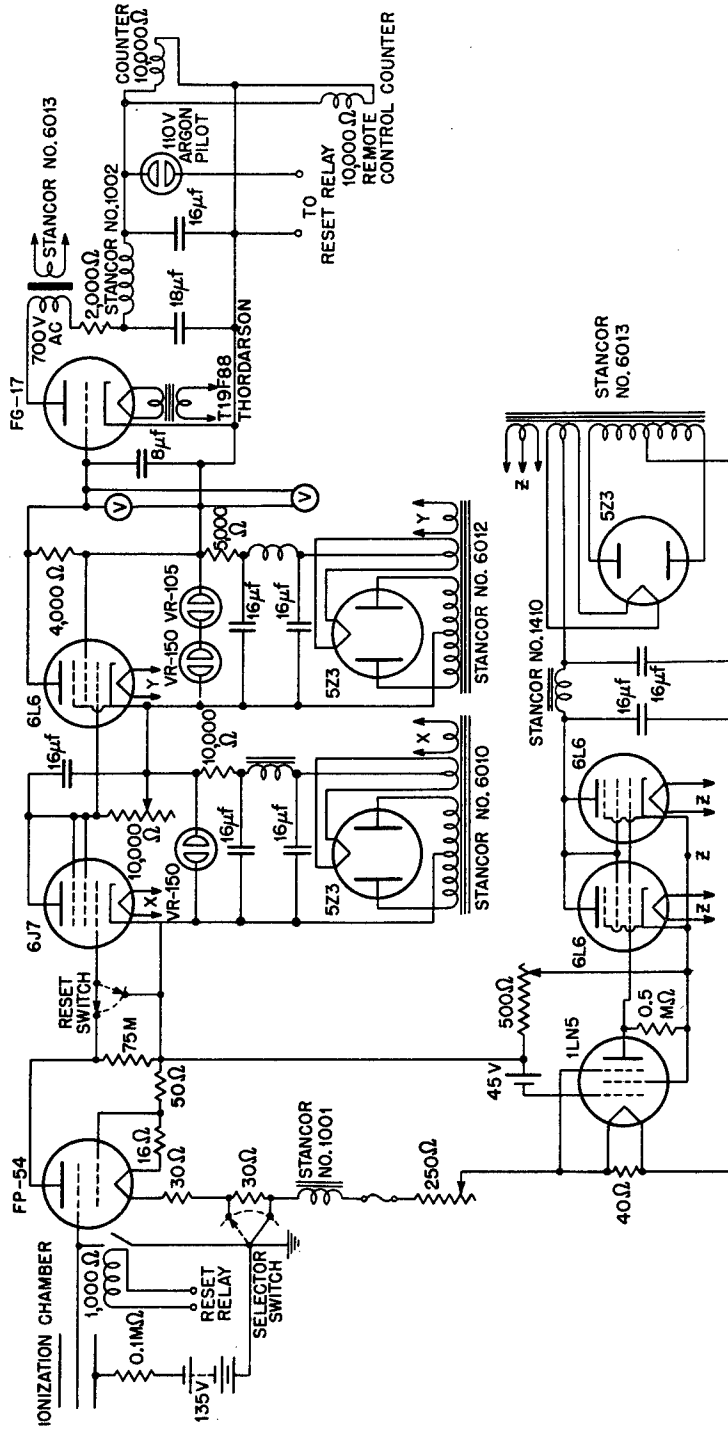 IONIZATION CHAMBER
1,000Ω
0.1MΩ
135V
RESET
RELAY
SELECTOR
SWITCH
FP-54
16Ω
50Ω
30Ω
30Ω
75M
RESET
SWITCH
STANCOR
NO.1001
250Ω
6J7
X
10,000
Ω
VR-150
16μf
10,000
Ω
16μf
16μf
5Z3
X
STANCOR NO. 6010
6L6
Y
4,000 Ω
VR-150 VR-105
5,000
Ω
16μf
16μf
5Z3
Y
STANCOR NO. 6012
V
V
8μf
FG-17
T19F88
THORDARSON
700V
AC
STANCOR NO. 6013
2,000Ω
STANCOR NO.1002
18μf
16μf
110V
ARGON
PILOT
TO
RESET RELAY
COUNTER
10,000Ω
10,000Ω
REMOTE
CONTROL COUNTER
40Ω
1LN5
45V
500Ω
0.5
MΩ
6L6
6L6
Z
Z
Z
STANCOR NO.1410
16μf
16μf
5Z3
Z
STANCOR
NO. 6013